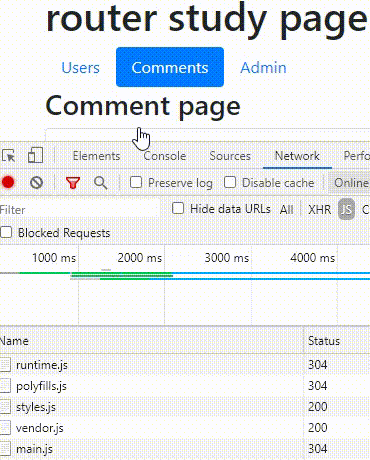 router study page
Users Comments Admin
Comment page
Elements Console Sources Network Perfo
Preserve log Disable cache Online
Filter Hide data URLs All XHR JS C
Blocked Requests
1000 ms 2000 ms 3000 ms 4000 ms
Name Status
runtime.js 304
polyfills.js 304
styles.js 200
vendor.js 200
main.js 304